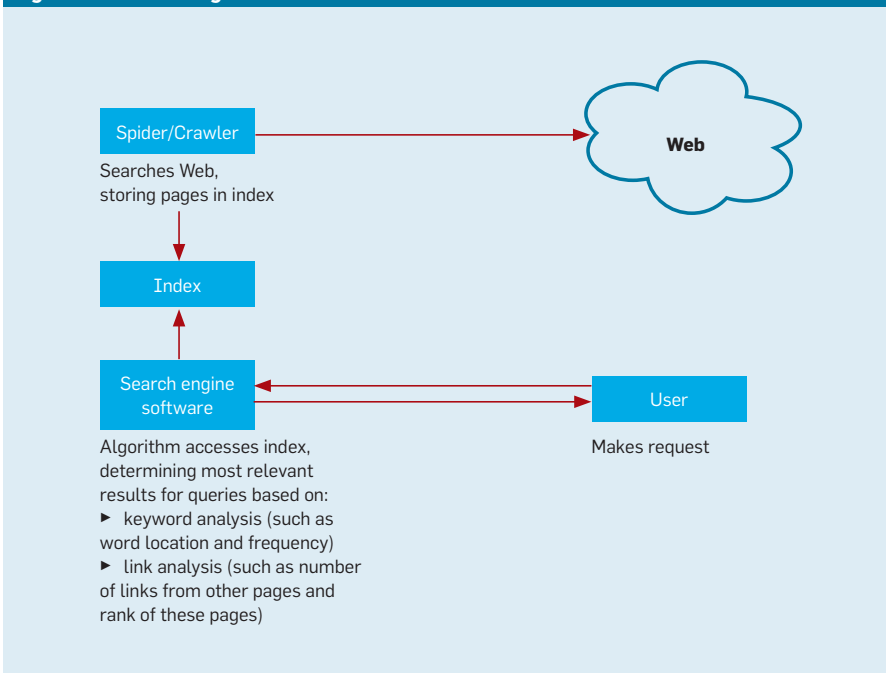 Spider/Crawler
Web
Searches Web,
storing pages in index
Index
Search engine
software
User
Algorithm accesses index,
determining most relevant
results for queries based on:
► keyword analysis (such as
word location and frequency)
► link analysis (such as number
of links from other pages and
rank of these pages)
Makes request